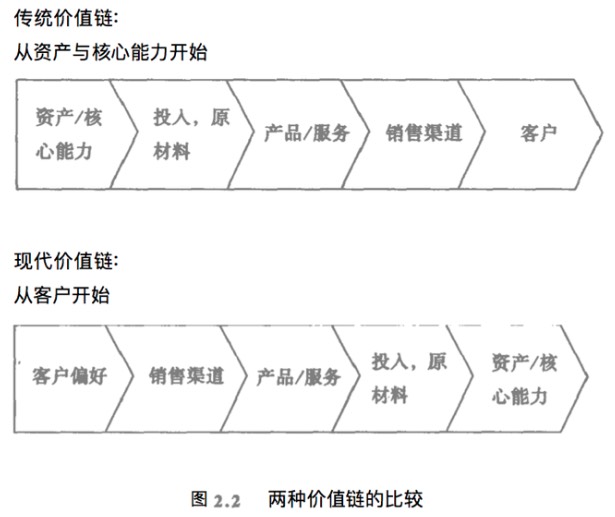 传统价值链:
从资产与核心能力开始
资产/核
心能力
投入，原
材料
产品/服务
销售渠道
客户
现代价值链:
从客户开始
客户偏好
销售渠道
产品/服务
投入，原
材料
资产/核
心能力
图 2.2 两种价值链的比较